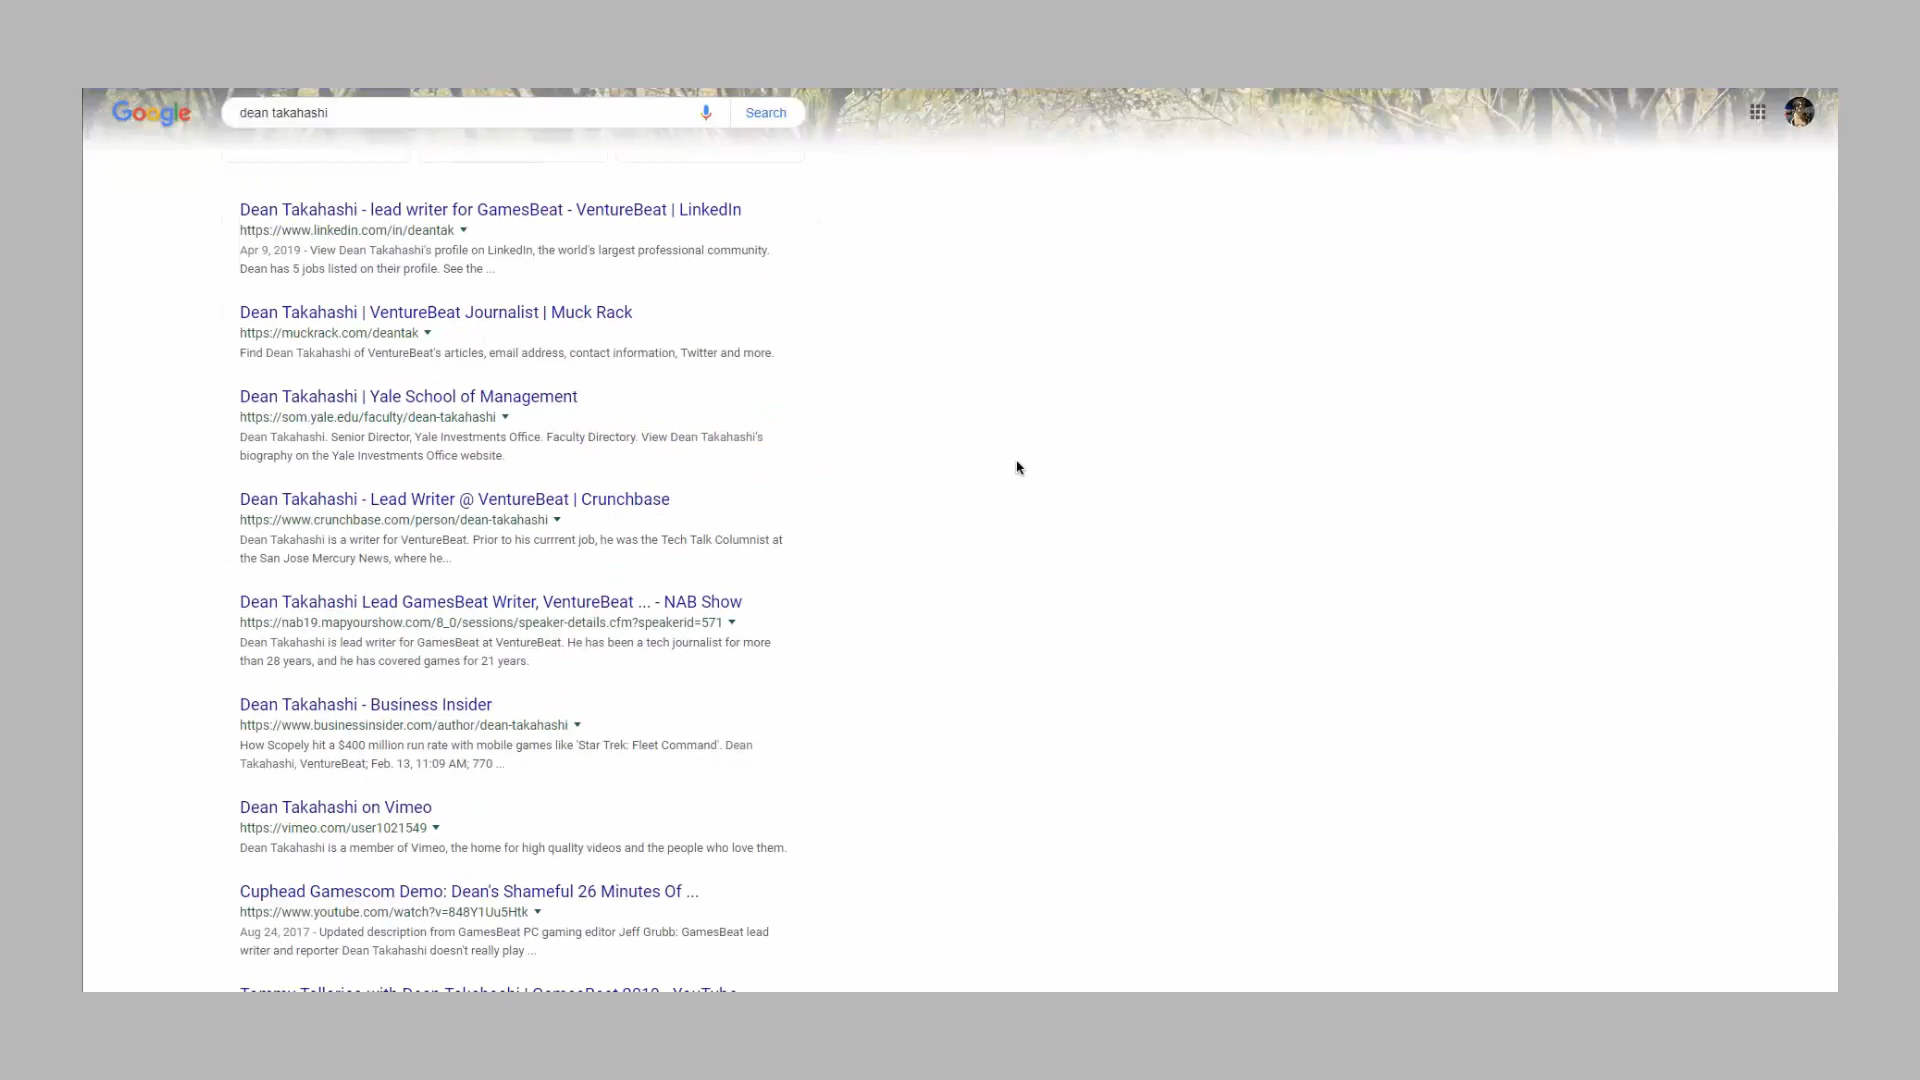 Google
dean takahashi
Search
Dean Takahashi - lead writer for GamesBeat - VentureBeat | LinkedIn
https://www.linkedin.com/in/deantak
Apr 9, 2019 - View Dean Takahashi's profile on LinkedIn, the world's largest professional community.
Dean has 5 jobs listed on their profile. See the ...
Dean Takahashi | VentureBeat Journalist | Muck Rack
https://muckrack.com/deantak
Find Dean Takahashi of VentureBeat's articles, email address, contact information, Twitter and more.
Dean Takahashi | Yale School of Management
https://som.yale.edu/faculty/dean-takahashi
Dean Takahashi. Senior Director, Yale Investments Office. Faculty Directory. View Dean Takahashi's
biography on the Yale Investments Office website.
Dean Takahashi - Lead Writer @ VentureBeat | Crunchbase
https://www.crunchbase.com/person/dean-takahashi
Dean Takahashi is a writer for VentureBeat. Prior to his currrent job, he was the Tech Talk Columnist at
the San Jose Mercury News, where he...
Dean Takahashi Lead GamesBeat Writer, VentureBeat ... - NAB Show
https://nab19.mapyourshow.com/8_0/sessions/speaker-details.cfm?speakerid=571
Dean Takahashi is lead writer for GamesBeat at VentureBeat. He has been a tech journalist for more
than 28 years, and he has covered games for 21 years.
Dean Takahashi - Business Insider
https://www.businessinsider.com/author/dean-takahashi
How Scopely hit a $400 million run rate with mobile games like 'Star Trek: Fleet Command'. Dean
Takahashi, VentureBeat; Feb. 13, 11:09 AM; 770 ...
Dean Takahashi on Vimeo
https://vimeo.com/user1021549
Dean Takahashi is a member of Vimeo, the home for high quality videos and the people who love them.
Cuphead Gamescom Demo: Dean's Shameful 26 Minutes Of ...
https://www.youtube.com/watch?v=848Y1Uu5Htk
Aug 24, 2017 - Updated description from GamesBeat PC gaming editor Jeff Grubb: GamesBeat lead
writer and reporter Dean Takahashi doesn't really play ...
Tommy Tallarico with Dean Takahashi | GamesBeat 2019 - YouTube